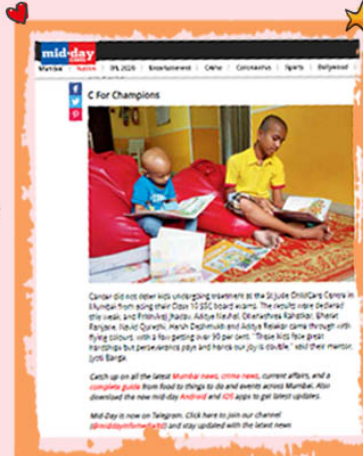 mid-day
Mumbai News IPL 2020 Entertainment Crime Coronavirus Sports Bollywood
C For Champions
Cancer did not deter kids undergoing treatment at the St Jude ChildCare Centre in
Mumbai from acing their Class 10 SSC board exams. The results were declared
this week, and Prithviraj Jhadav, Aditya Navhal, Dnyaneshwa
Ranjane, Navid Qureshi, Harsh Deshmukh and Aditya Relekar came through with
flying colours, with a few getting over 90 per cent. "These kids face great
hardships but perseverance pays and hence our joy is double," said their mentor,
Jyoti Banga.
Catch up on all the latest Mumbai news, crime news, current affairs, and a
complete guide from food to things to do and events across Mumbai. Also
download the new mid-day Android and iOS apps to get latest updates.
Mid-Day is now on Telegram. Click here to join our channel
(@middayinfomedialtd) and stay updated with the latest news